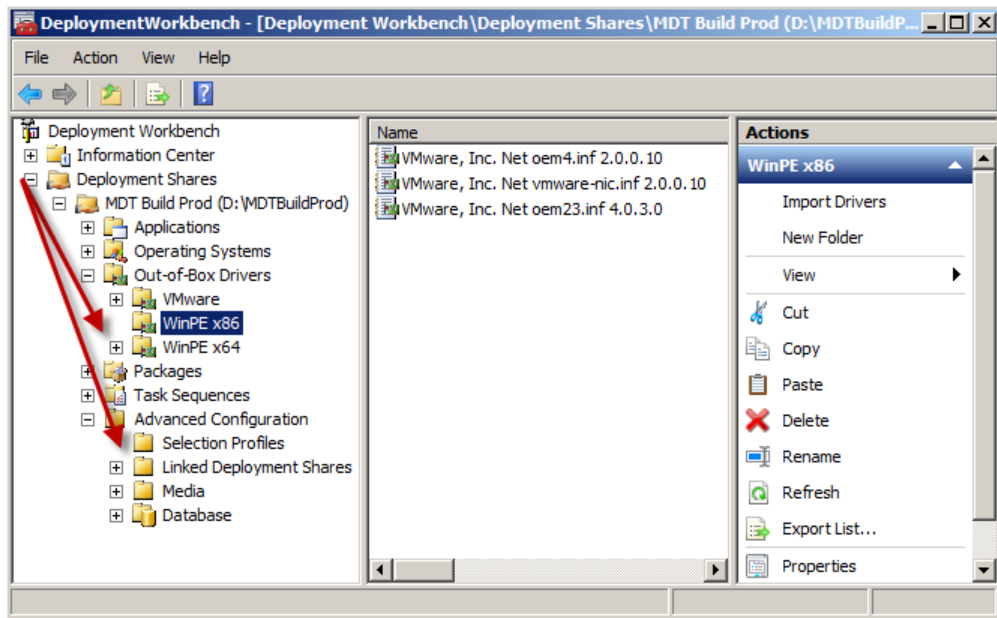 DeploymentWorkbench - [Deployment Workbench\Deployment Shares\MDT Build Prod (D:\MDTBuildP...
File Action View Help
Deployment Workbench
Information Center
Deployment Shares
MDT Build Prod (D:\MDTBuildProd)
Applications
Operating Systems
Out-of-Box Drivers
VMware
WinPE x86
WinPE x64
Packages
Task Sequences
Advanced Configuration
Selection Profiles
Linked Deployment Shares
Media
Database
Name
VMware, Inc. Net oem4.inf 2.0.0.10
VMware, Inc. Net vmware-nic.inf 2.0.0.10
VMware, Inc. Net oem23.inf 4.0.3.0
Actions
WinPE x86
Import Drivers
New Folder
View
Cut
Copy
Paste
Delete
Rename
Refresh
Export List...
Properties